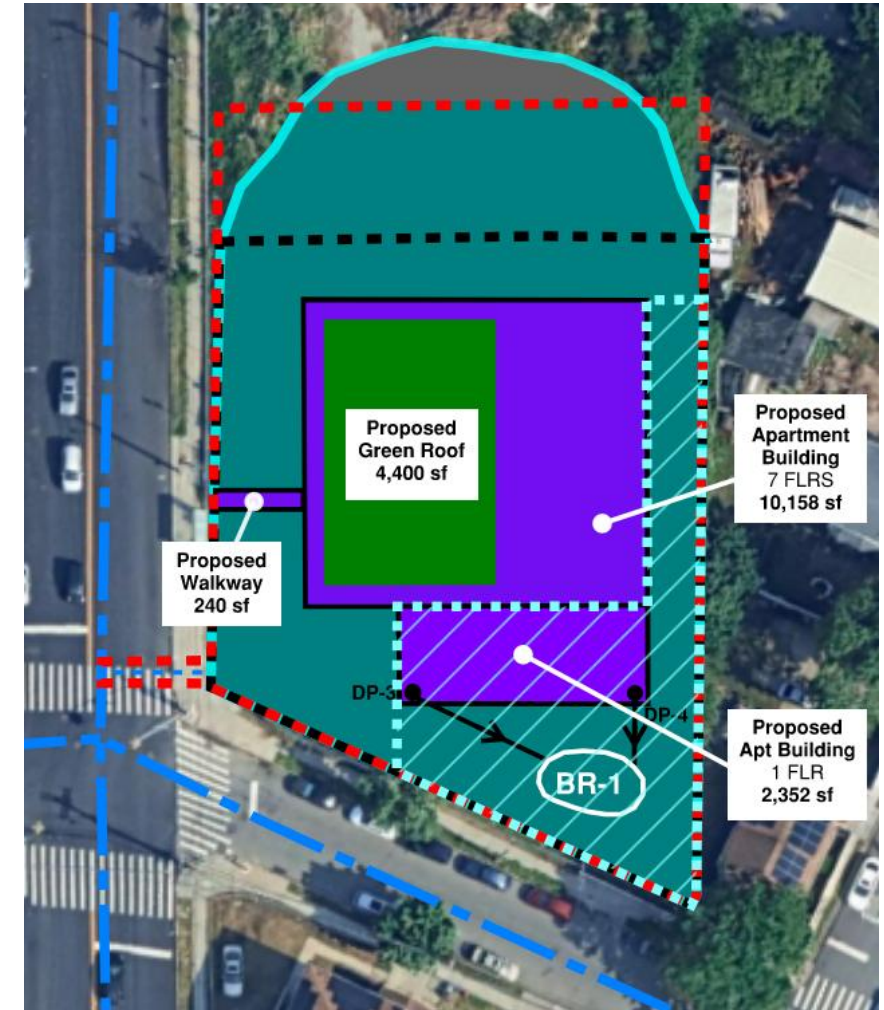 Proposed
Green Roof
4,400 sf
Proposed
Apartment
Building
7 FLRS
10,158 sf
Proposed
Walkway
240 sf
DP-3
DP-4
BR-1
Proposed
Apt Building
1 FLR
2,352 sf